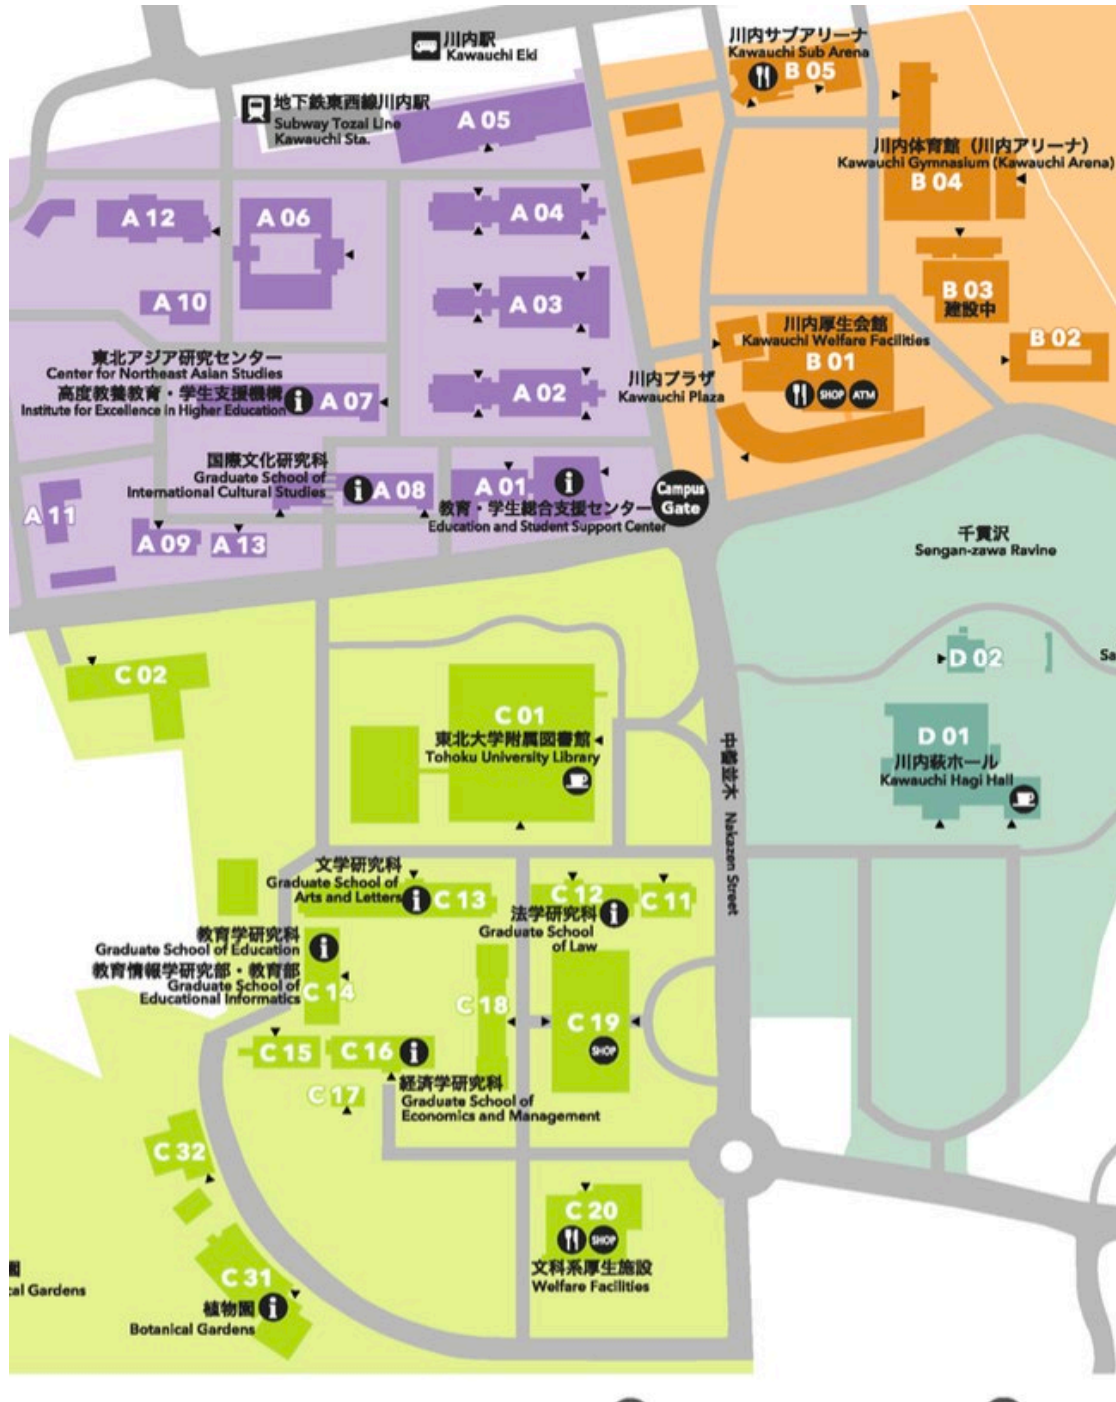 川内駅
Kawauchi Eki
川内サブアリーナ
Kawauchi Sub Arena
B 05
地下鉄東西線川内駅
Subway Tozai Line
Kawauchi Sta.
A 05
川内体育館（川内アリーナ）
Kawauchi Gymnasium (Kawauchi Arena)
B 04
A 12
A 06
A 04
A 10
A 03
B 03
建設中
川内厚生会館
Kawauchi Welfare Facilities
B 01
SHOP
ATM
B 02
東北アジア研究センター
Center for Northeast Asian Studies
高度教養教育・学生支援機構
Institute for Excellence in Higher Education
A 07
A 02
川内プラザ
Kawauchi Plaza
国際文化研究科
Graduate School of
International Cultural Studies
A 08
A 01
教育・学生総合支援センター
Education and Student Support Center
Campus
Gate
A 11
A 09
A 13
千貫沢
Sengan-zawa Ravine
C 02
D 02
Sa
C 01
東北大学附属図書館
Tohoku University Library
中善並木 Nakazen Street
D 01
川内萩ホール
Kawauchi Hagi Hall
文学研究科
Graduate School of
Arts and Letters
C 13
C 12
法学研究科
Graduate School
of Law
C 11
教育学研究科
Graduate School of Education
教育情報学研究部・教育部
Graduate School of
Educational Informatics
C 14
C 18
C 19
SHOP
C 15
C 16
経済学研究科
Graduate School of
Economics and Management
C 17
C 32
C 20
SHOP
文科系厚生施設
Welfare Facilities
C 31
植物園
Botanical Gardens
園
cal Gardens